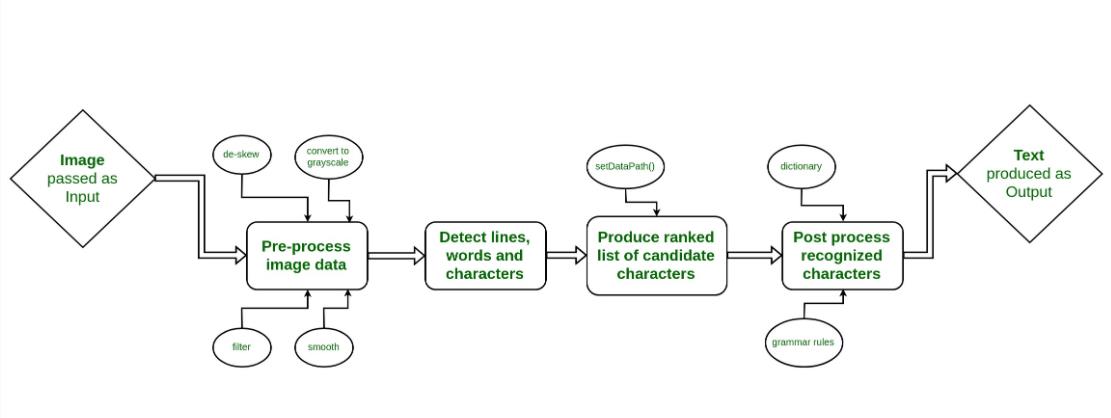 Image
passed as
Input
de-skew
convert to
grayscale
Pre-process
image data
filter
smooth
Detect lines,
words and
characters
setDataPath()
Produce ranked
list of candidate
characters
dictionary
Post process
recognized
characters
grammar rules
Text
produced as
Output